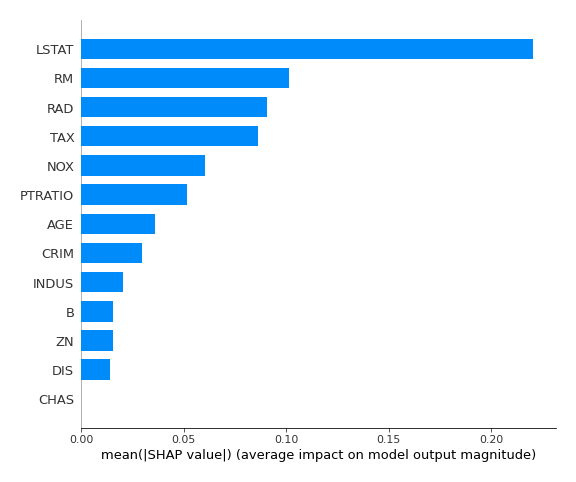 LSTAT
RM
RAD
TAX
NOX
PTRATIO
AGE
CRIM
INDUS
B
ZN
DIS
CHAS
0.00 0.05 0.10 0.15 0.20
mean(|SHAP value|) (average impact on model output magnitude)